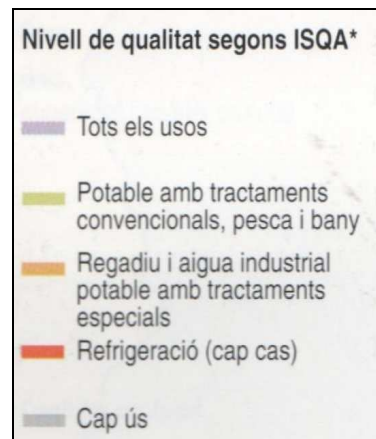 Nivell de qualitat segons ISQA*
Tots els usos
Potable amb tractaments
convencionals, pesca i bany
Regadiu i aigua industrial
potable amb tractaments
especials
Refrigeració (cap cas)
Cap ús